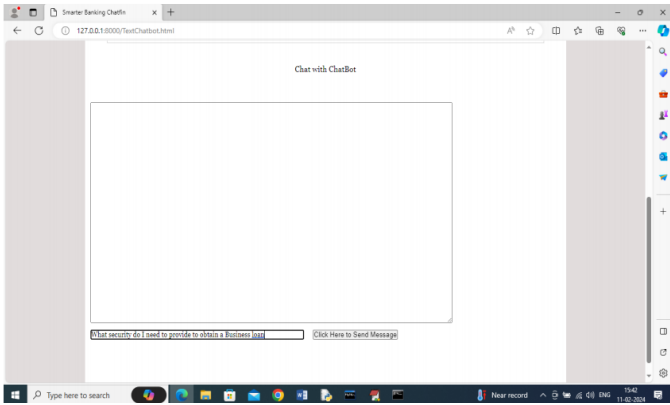 Smarter Banking Chatfin
127.0.0.1:8000/TextChatbot.html
Chat with ChatBot
What security do I need to provide to obtain a Business loan
Click Here to Send Message
Type here to search
Near record
ENG
15:42
11-02-2024